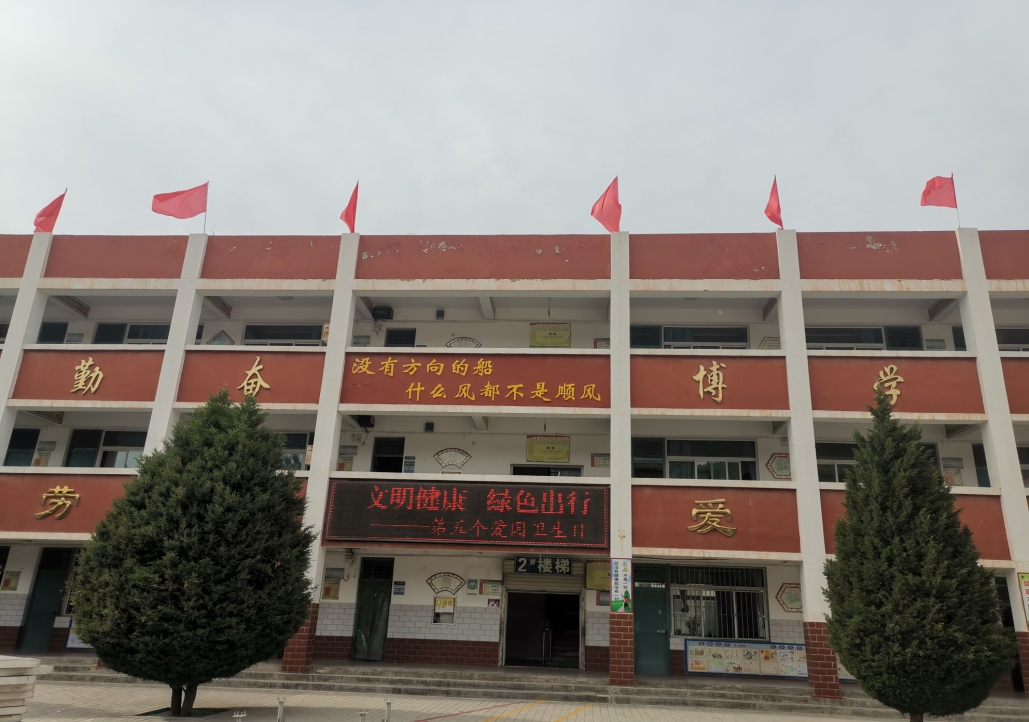 勤 奋
没有方向的船
什么风都不是顺风
博 学
劳
文明健康 绿色出行
——第五个爱国卫生日
爱
2#楼梯